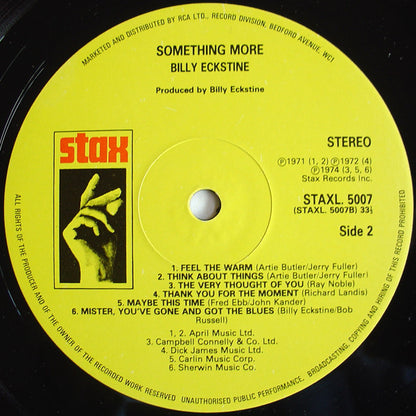 MARKETED AND DISTRIBUTED BY RCA LTD., RECORD DIVISION, BEDFORD AVENUE, WC1
SOMETHING MORE
BILLY ECKSTINE
Produced by Billy Eckstine
stax
STEREO
Ⓟ1971 (1, 2) Ⓟ1972 (4)
Ⓟ1974 (3, 5, 6)
Stax Records Inc.
STAXL. 5007
(STAXL. 5007B) 33⅓
Side 2
1. FEEL THE WARM (Artie Butler/Jerry Fuller)
2. THINK ABOUT THINGS (Artie Butler/Jerry Fuller)
3. THE VERY THOUGHT OF YOU (Ray Noble)
4. THANK YOU FOR THE MOMENT (Richard Landis)
5. MAYBE THIS TIME (Fred Ebb/John Kander)
6. MISTER, YOU'VE GONE AND GOT THE BLUES (Billy Eckstine/Bob
Russell)
1, 2. April Music Ltd.
3. Campbell Connelly & Co. Ltd.
4. Dick James Music Ltd.
5. Carlin Music Corp.
6. Sherwin Music Co.
ALL RIGHTS OF THE PRODUCER AND OF THE OWNER OF THE RECORDED WORK RESERVED UNAUTHORISED PUBLIC PERFORMANCE, BROADCASTING, COPYING AND HIRING OF THIS RECORD PROHIBITED